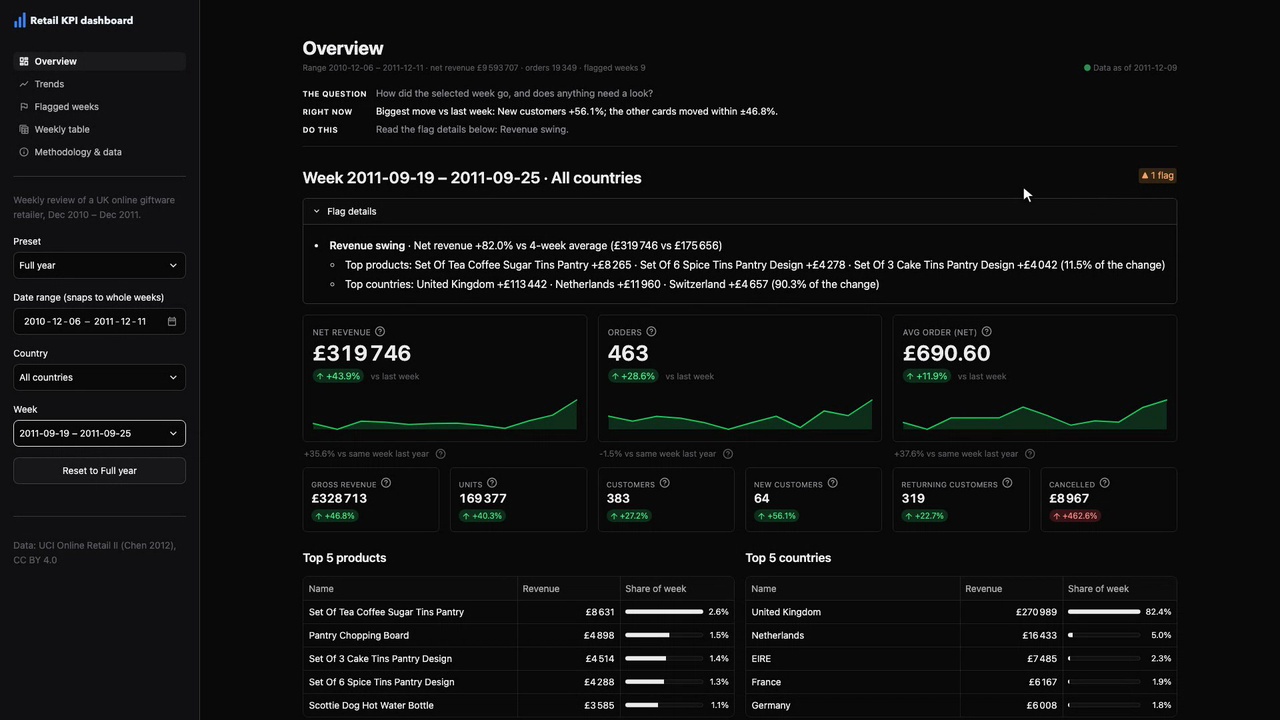 Retail KPI dashboard
Overview
Trends
Flagged weeks
Weekly table
Methodology & data
Weekly review of a UK online giftware
retailer, Dec 2010 – Dec 2011.
Preset
Full year
Date range (snaps to whole weeks)
2010-12-06 – 2011-12-11
Country
All countries
Week
2011-09-19 – 2011-09-25
Reset to Full year
Data: UCI Online Retail II (Chen 2012),
CC BY 4.0
Overview
Range 2010-12-06 – 2011-12-11 · net revenue £9 593 707 · orders 19 349 · flagged weeks 9
Data as of 2011-12-09
THE QUESTION How did the selected week go, and does anything need a look?
RIGHT NOW Biggest move vs last week: New customers +56.1%; the other cards moved within ±46.8%.
DO THIS Read the flag details below: Revenue swing.
Week 2011-09-19 – 2011-09-25 · All countries
1 flag
Flag details
• Revenue swing · Net revenue +82.0% vs 4-week average (£319 746 vs £175 656)
Top products: Set Of Tea Coffee Sugar Tins Pantry +£8 265 · Set Of 6 Spice Tins Pantry Design +£4 278 · Set Of 3 Cake Tins Pantry Design +£4 042 (11.5% of the change)
Top countries: United Kingdom +£113 442 · Netherlands +£11 960 · Switzerland +£4 657 (90.3% of the change)
NET REVENUE
£319 746
↑ +43.9% vs last week
+35.6% vs same week last year
ORDERS
463
↑ +28.6% vs last week
-1.5% vs same week last year
AVG ORDER (NET)
£690.60
↑ +11.9% vs last week
+37.6% vs same week last year
GROSS REVENUE
£328 713
↑ +46.8%
UNITS
169 377
↑ +40.3%
CUSTOMERS
383
↑ +27.2%
NEW CUSTOMERS
64
↑ +56.1%
RETURNING CUSTOMERS
319
↑ +22.7%
CANCELLED
£8 967
↑ +462.6%
Top 5 products
Name Revenue Share of week
Set Of Tea Coffee Sugar Tins Pantry £8 631 2.6%
Pantry Chopping Board £4 898 1.5%
Set Of 3 Cake Tins Pantry Design £4 514 1.4%
Set Of 6 Spice Tins Pantry Design £4 288 1.3%
Scottie Dog Hot Water Bottle £3 585 1.1%
Top 5 countries
Name Revenue Share of week
United Kingdom £270 989 82.4%
Netherlands £16 433 5.0%
EIRE £7 485 2.3%
France £6 167 1.9%
Germany £6 008 1.8%